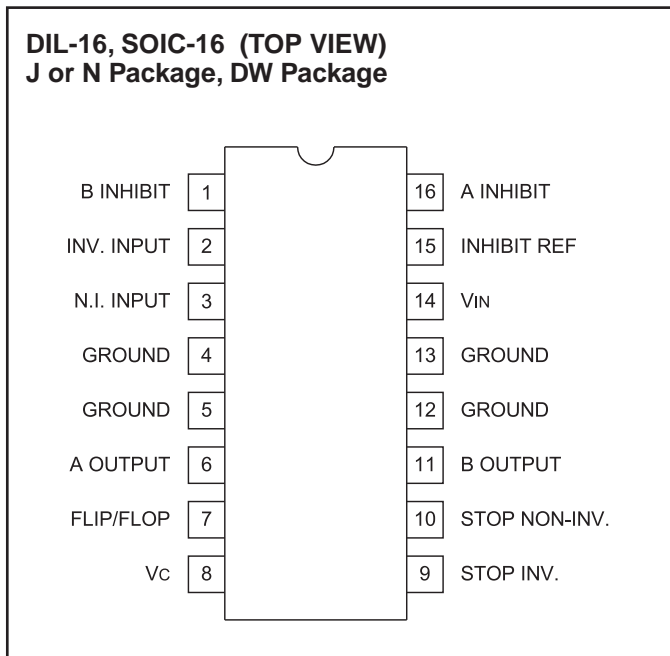 DIL-16, SOIC-16 (TOP VIEW)
J or N Package, DW Package
B INHIBIT 1 16 A INHIBIT
INV. INPUT 2 15 INHIBIT REF
N.I. INPUT 3 14 VIN
GROUND 4 13 GROUND
GROUND 5 12 GROUND
A OUTPUT 6 11 B OUTPUT
FLIP/FLOP 7 10 STOP NON-INV.
VC 8 9 STOP INV.